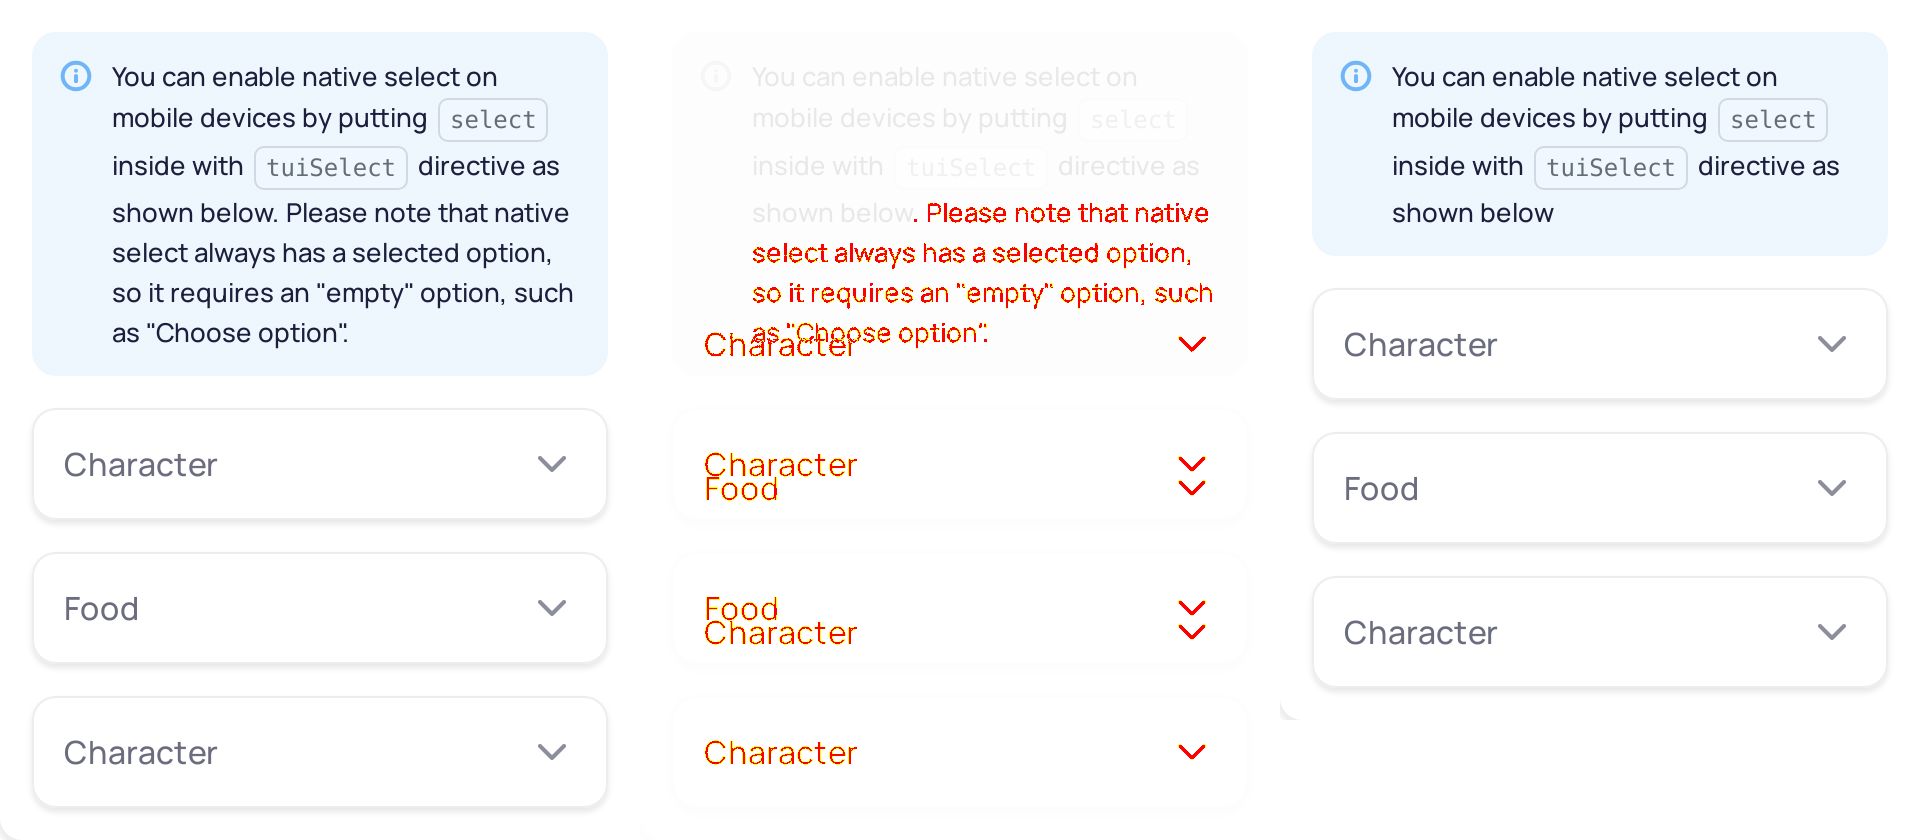 You can enable native select on
mobile devices by putting select
inside with tuiSelect directive as
shown below. Please note that native
select always has a selected option,
so it requires an "empty" option, such
as "Choose option".
Character
Food
Character
You can enable native select on
mobile devices by putting select
inside with tuiSelect directive as
shown below. Please note that native
select always has a selected option,
so it requires an "empty" option, such
as "Choose option".
Character
Character
Food
Food
Character
Character
You can enable native select on
mobile devices by putting select
inside with tuiSelect directive as
shown below
Character
Food
Character